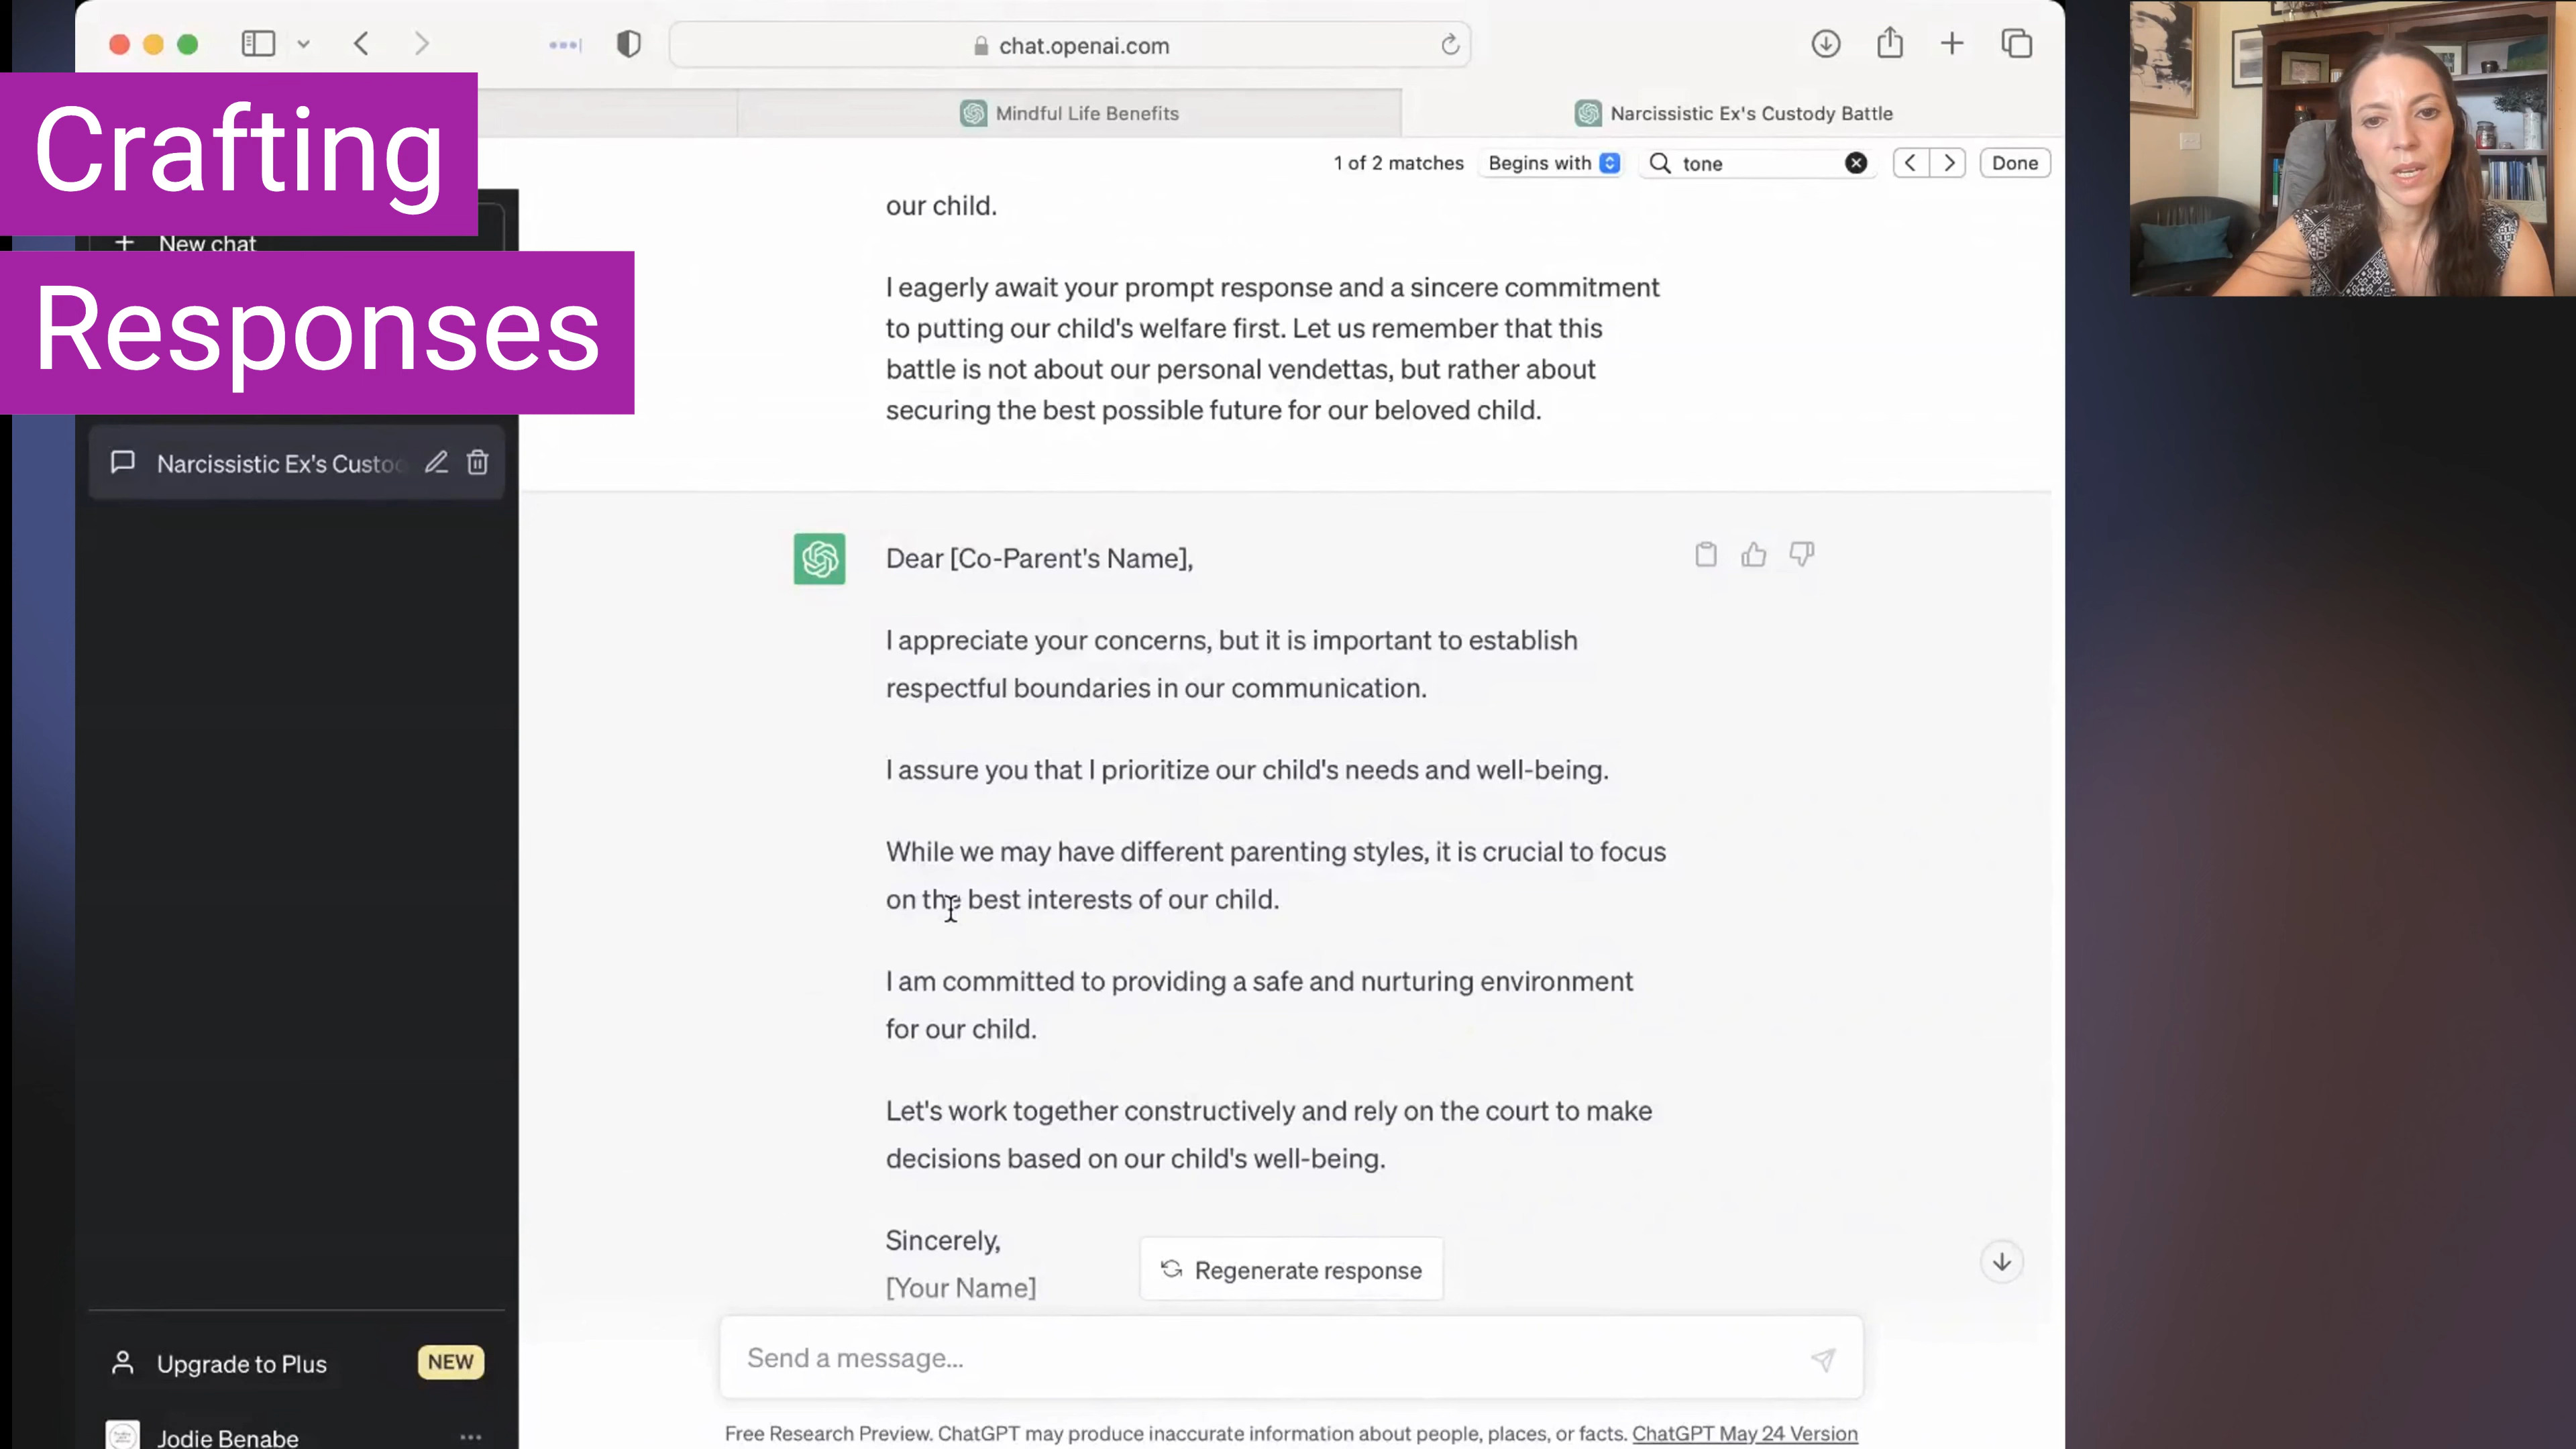 Crafting
Responses
chat.openai.com
Mindful Life Benefits
Narcissistic Ex's Custody Battle
1 of 2 matches
Begins with
tone
Done
New chat
Narcissistic Ex's Custod
our child.
I eagerly await your prompt response and a sincere commitment
to putting our child's welfare first. Let us remember that this
battle is not about our personal vendettas, but rather about
securing the best possible future for our beloved child.
Dear [Co-Parent's Name],
I appreciate your concerns, but it is important to establish
respectful boundaries in our communication.
I assure you that I prioritize our child's needs and well-being.
While we may have different parenting styles, it is crucial to focus
on the best interests of our child.
I am committed to providing a safe and nurturing environment
for our child.
Let's work together constructively and rely on the court to make
decisions based on our child's well-being.
Sincerely,
[Your Name]
Regenerate response
Upgrade to Plus
NEW
Jodie Benabe
Send a message...
Free Research Preview. ChatGPT may produce inaccurate information about people, places, or facts. ChatGPT May 24 Version